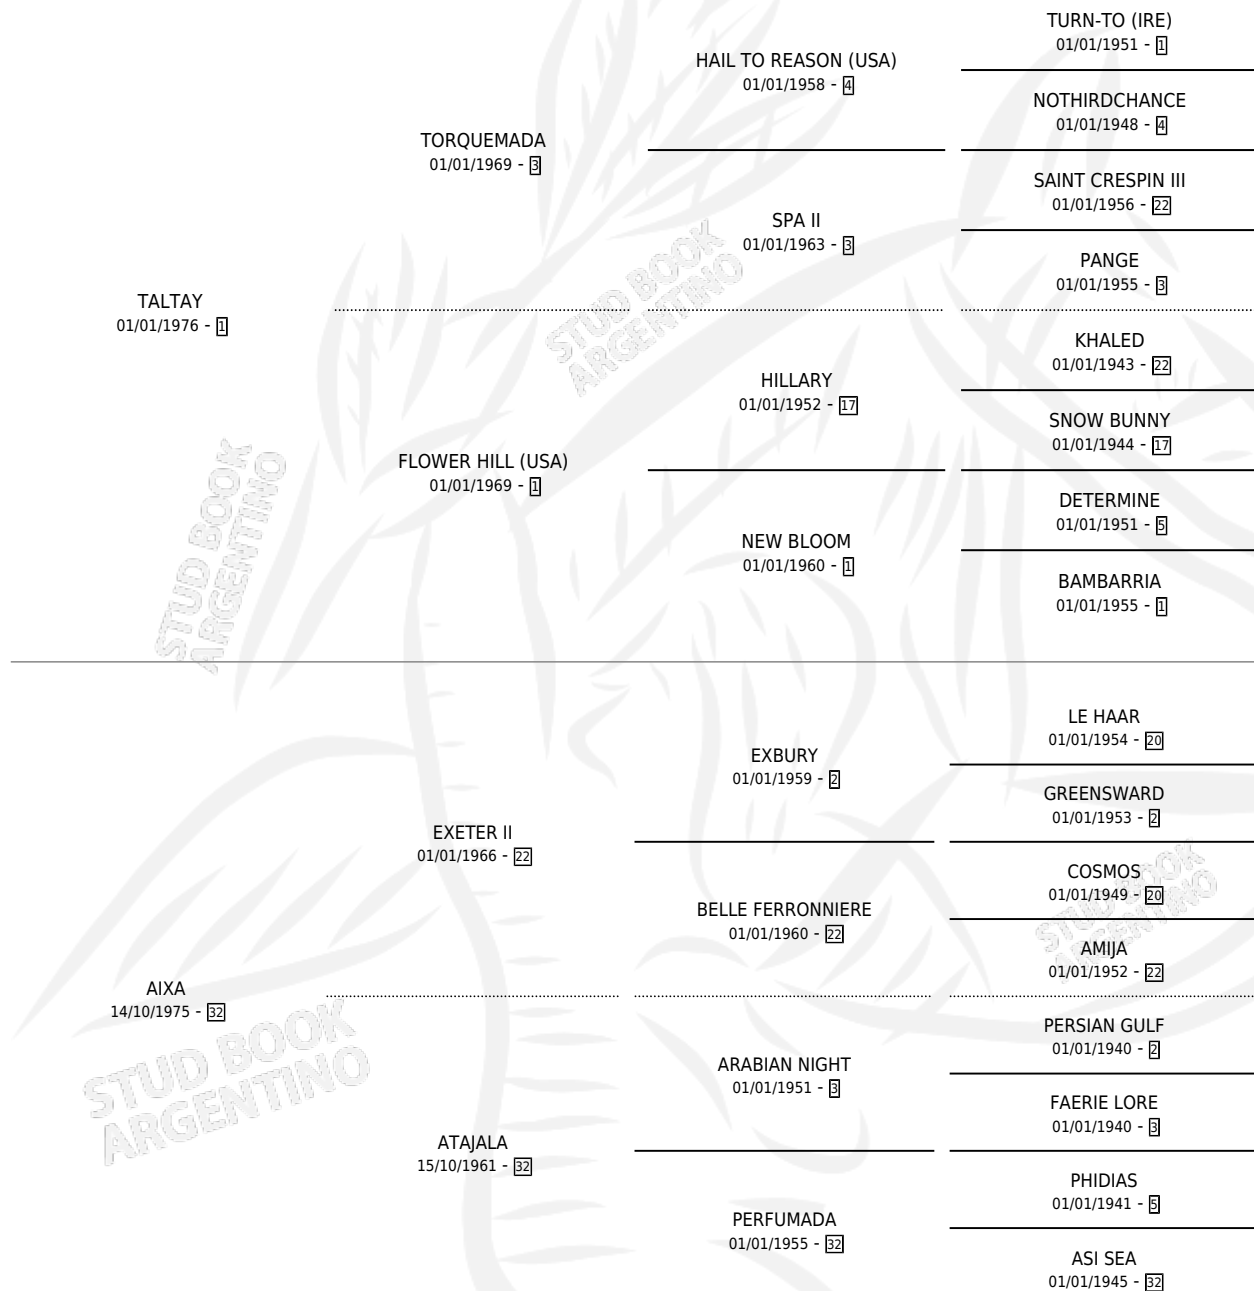 TURN-TO (IRE)
01/01/1951 - 1
HAIL TO REASON (USA)
01/01/1958 - 4
NOTHIRDCHANCE
01/01/1948 - 4
TORQUEMADA
01/01/1969 - 3
SAINT CRESPIN III
01/01/1956 - 22
SPA II
01/01/1963 - 3
PANGE
01/01/1955 - 3
TALTAY
01/01/1976 - 1
KHALED
01/01/1943 - 22
HILLARY
01/01/1952 - 17
SNOW BUNNY
01/01/1944 - 17
FLOWER HILL (USA)
01/01/1969 - 1
DETERMINE
01/01/1951 - 5
NEW BLOOM
01/01/1960 - 1
BAMBARRIA
01/01/1955 - 1
LE HAAR
01/01/1954 - 20
EXBURY
01/01/1959 - 2
GREENSWARD
01/01/1953 - 2
EXETER II
01/01/1966 - 22
COSMOS
01/01/1949 - 20
BELLE FERRONNIERE
01/01/1960 - 22
AMIJA
01/01/1952 - 22
AIXA
14/10/1975 - 32
PERSIAN GULF
01/01/1940 - 2
ARABIAN NIGHT
01/01/1951 - 3
FAERIE LORE
01/01/1940 - 3
ATAJALA
15/10/1961 - 32
PHIDIAS
01/01/1941 - 5
PERFUMADA
01/01/1955 - 32
ASI SEA
01/01/1945 - 32
STUD BOOK
ARGENTINO
STUD BOOK
ARGENTINO
STUD BOOK
ARGENTINO
STUD BOOK
ARGENTINO